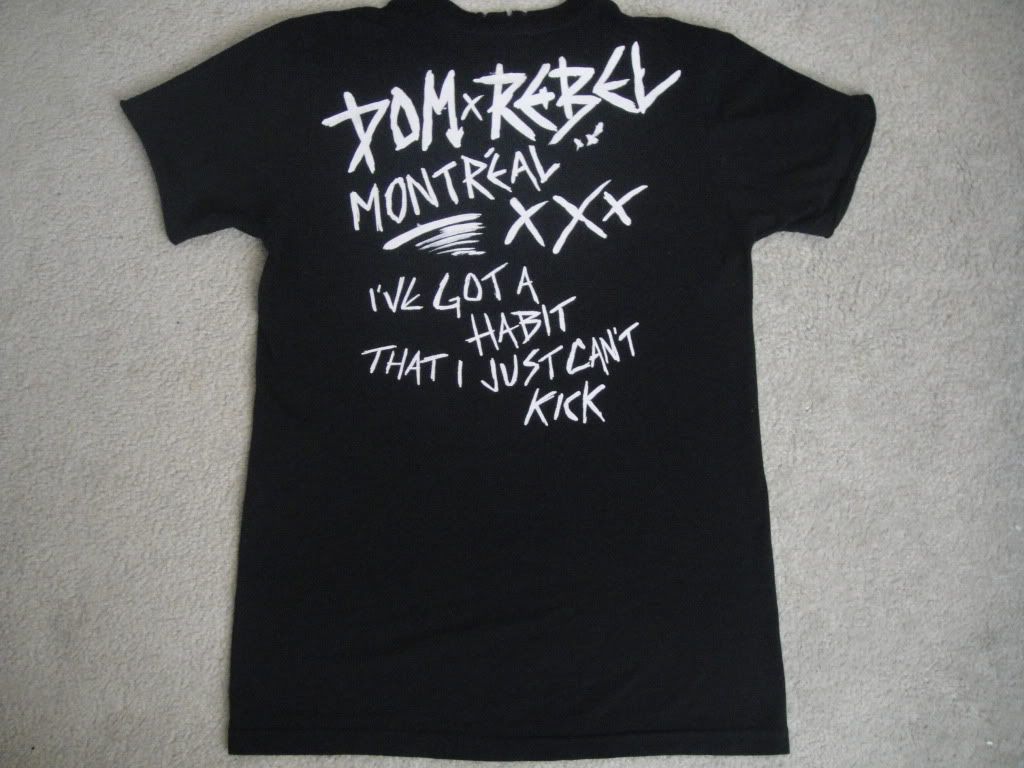 DOM x REBEL
MONTRÉAL
XXX
I'VE GOT A
HABIT
THAT I JUST CAN'T
KICK